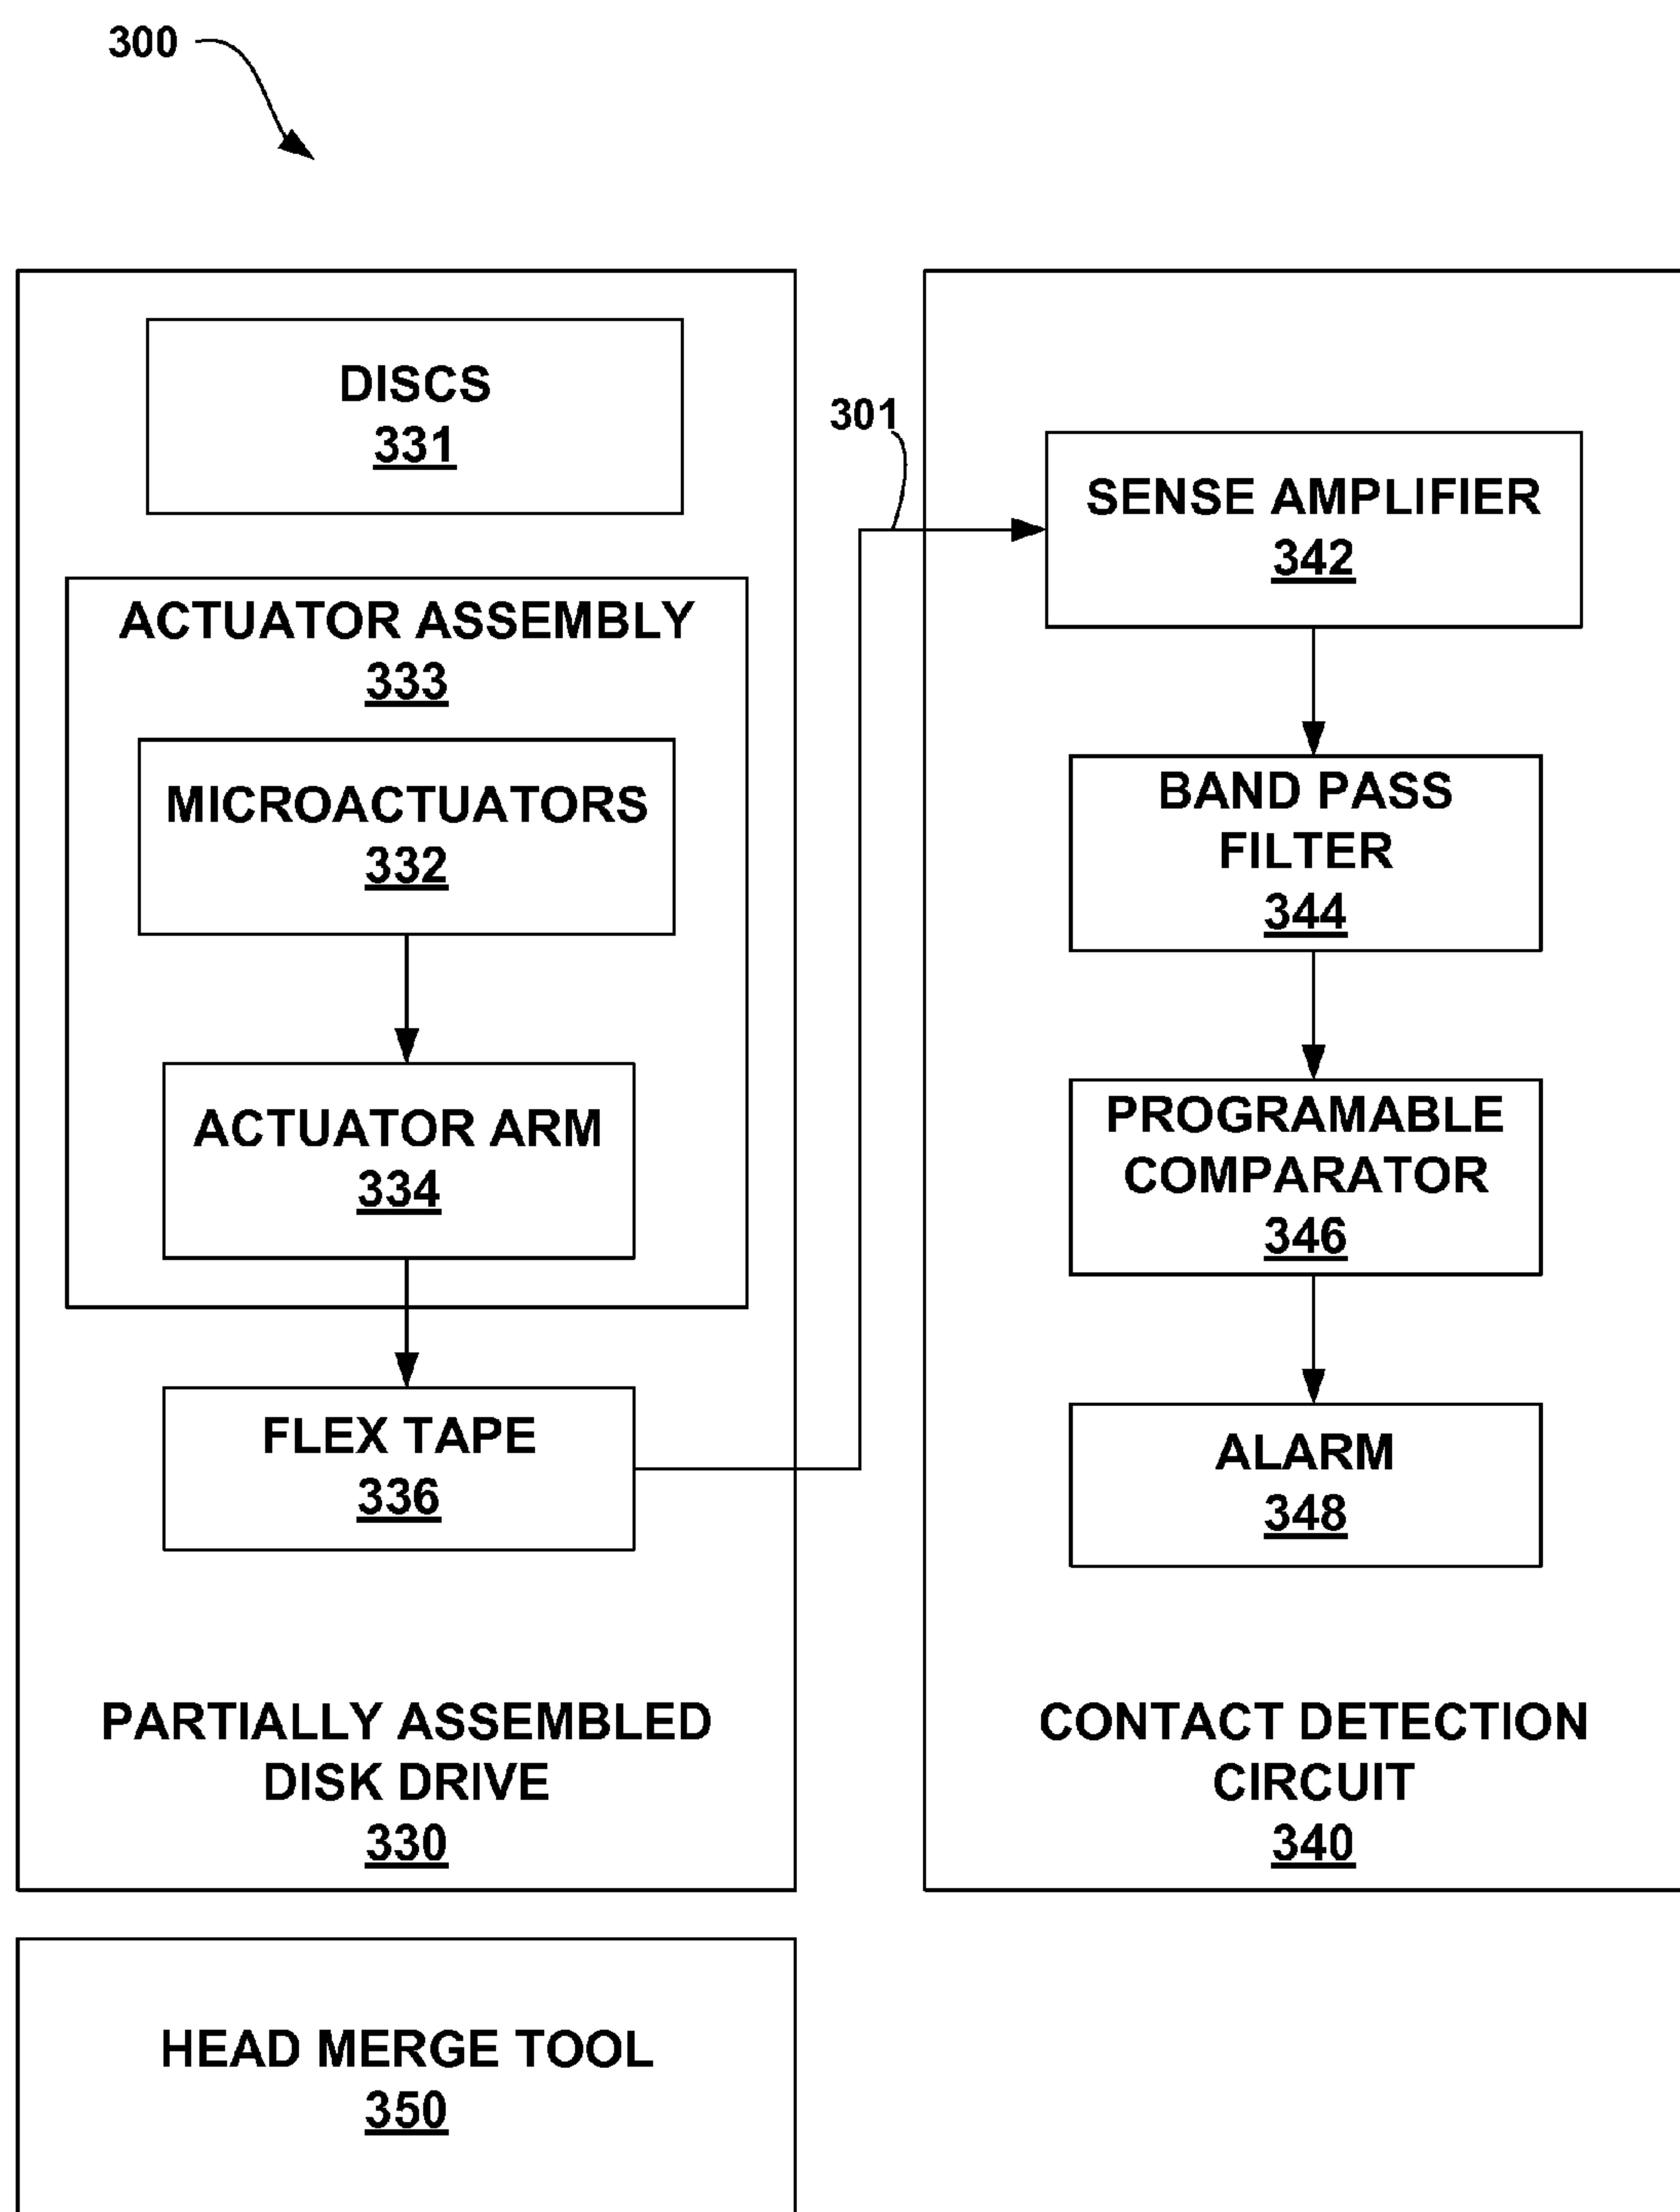 300
DISCS
331
ACTUATOR ASSEMBLY
333
MICROACTUATORS
332
ACTUATOR ARM
334
FLEX TAPE
336
PARTIALLY ASSEMBLED
DISK DRIVE
330
301
SENSE AMPLIFIER
342
BAND PASS
FILTER
344
PROGRAMABLE
COMPARATOR
346
ALARM
348
CONTACT DETECTION
CIRCUIT
340
HEAD MERGE TOOL
350